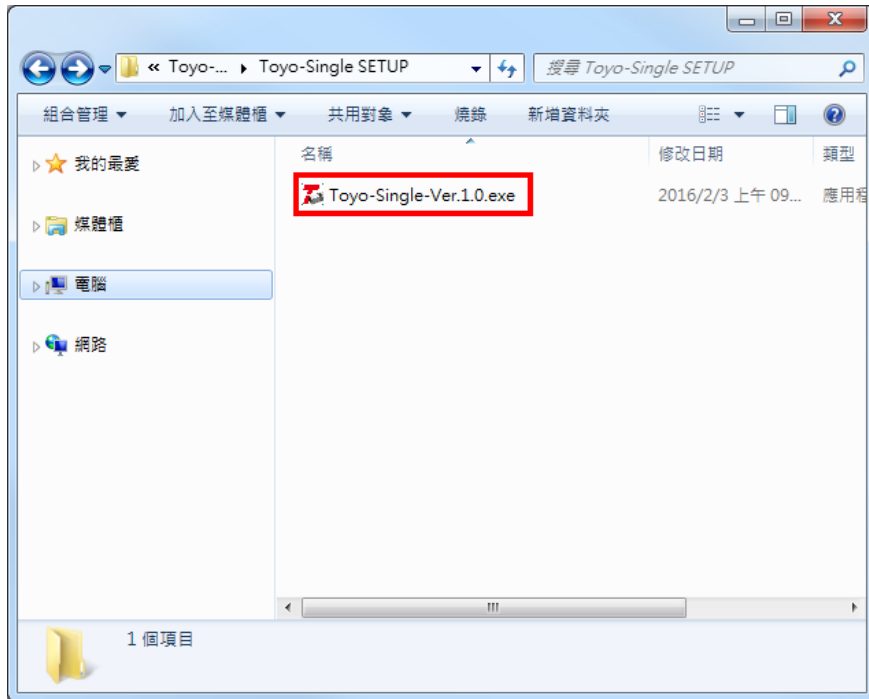 « Toyo-... ▸ Toyo-Single SETUP
搜尋 Toyo-Single SETUP
組合管理 加入至媒體櫃 共用對象 燒錄 新增資料夾
名稱 修改日期 類型
我的最愛
Toyo-Single-Ver.1.0.exe 2016/2/3 上午 09... 應用程
媒體櫃
電腦
網路
1 個項目